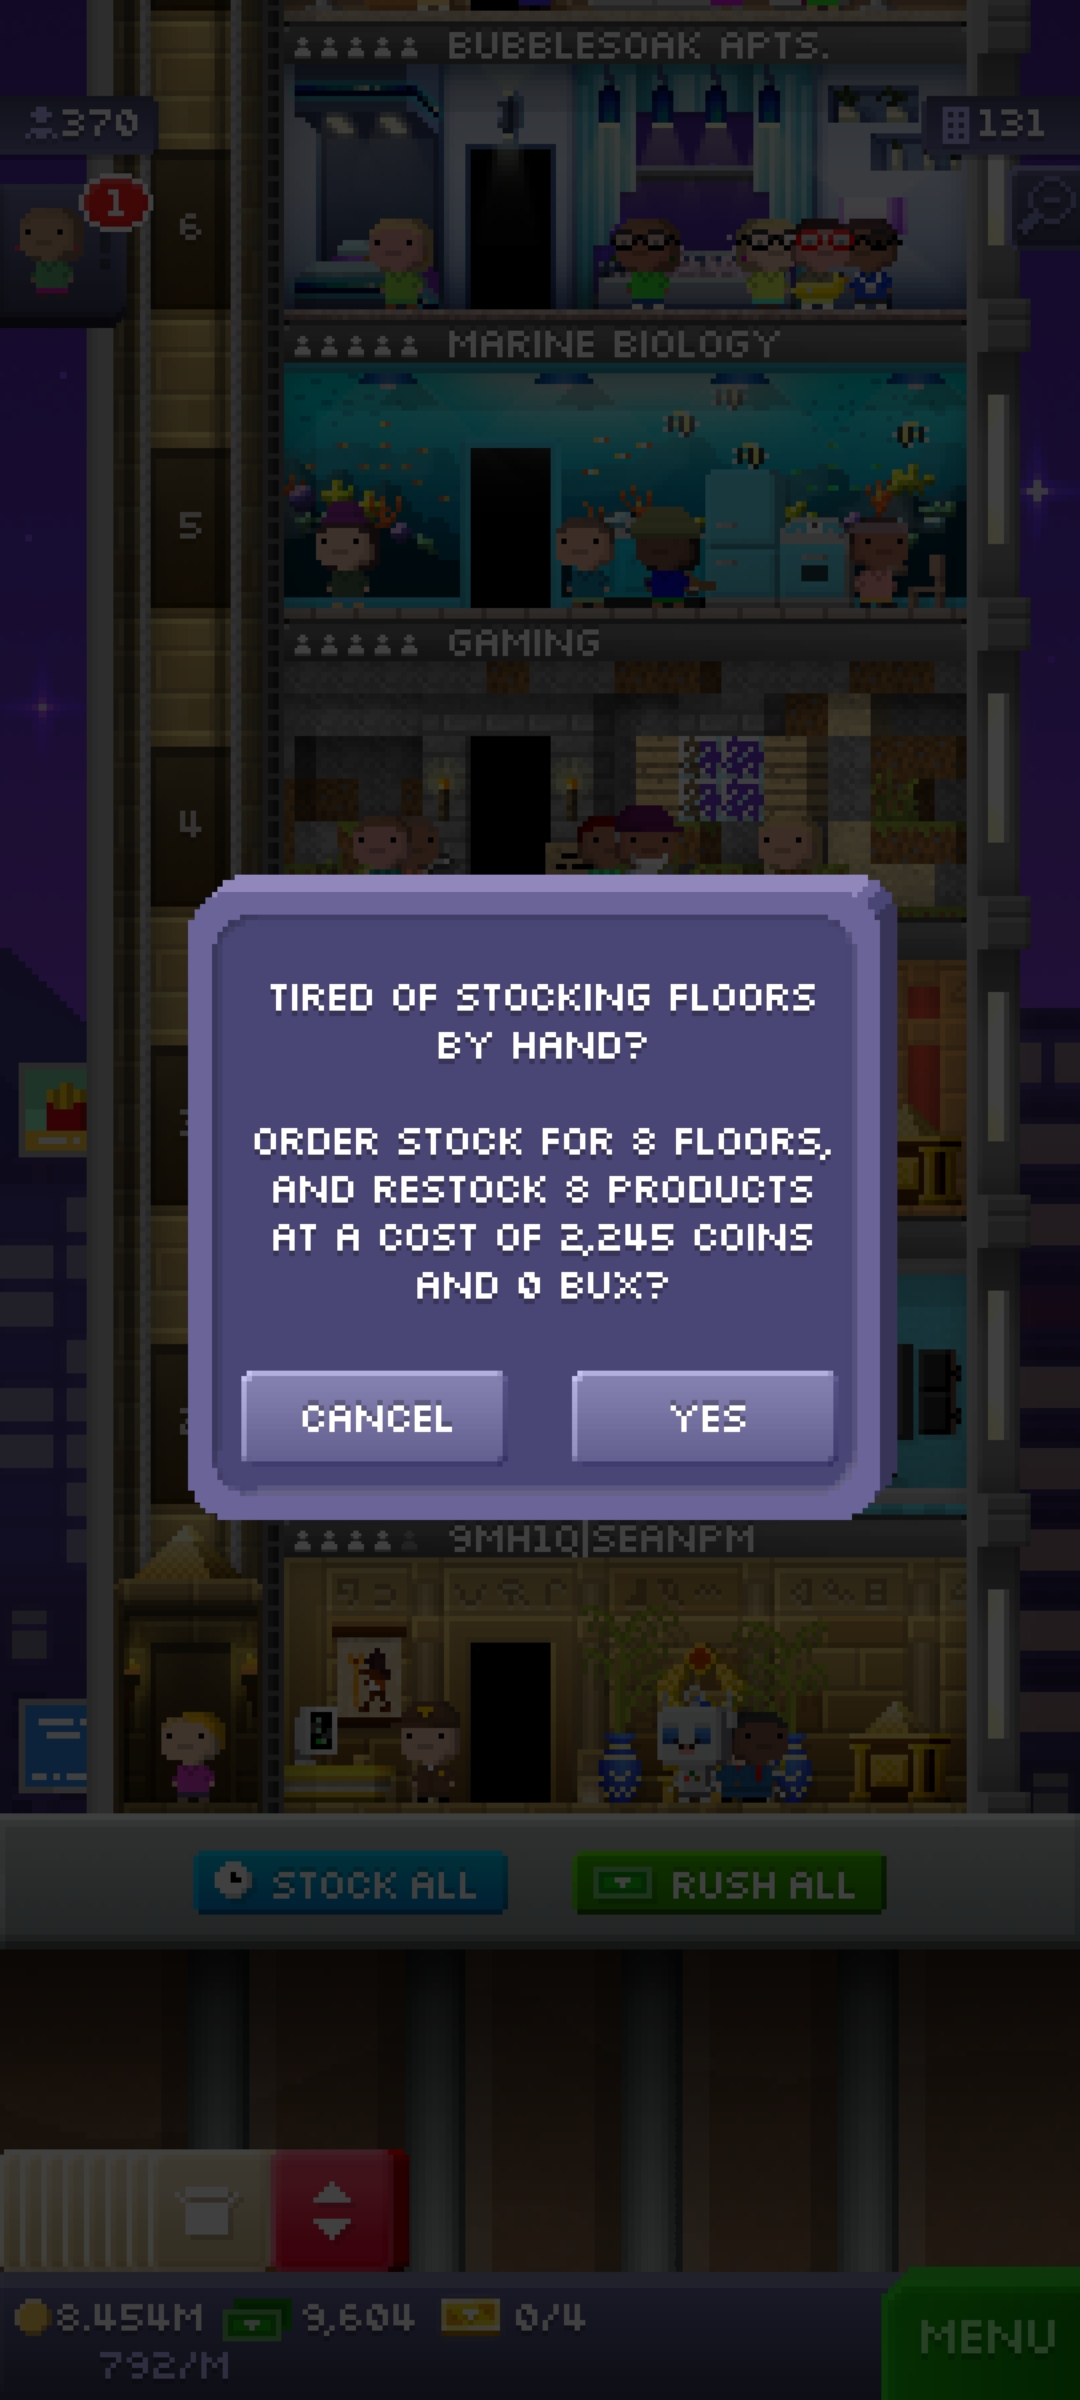 BUBBLESOAK APTS.
370
131
1
6
MARINE BIOLOGY
5
GAMING
4
TIRED OF STOCKING FLOORS
BY HAND?
ORDER STOCK FOR 8 FLOORS,
AND RESTOCK 8 PRODUCTS
AT A COST OF 2,245 COINS
AND 0 BUX?
CANCEL
YES
9MH1Q|SEANPM
STOCK ALL
RUSH ALL
8.454M
9,604
0/4
792/M
MENU